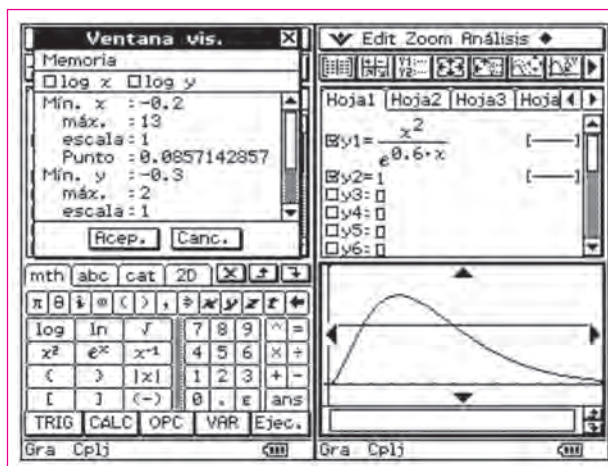 Ventana vis.
Memoria
log x log y
Mín. x :-0.2
máx. :13
escala:1
Punto :0.0857142857
Mín. y :-0.3
máx. :2
escala:1
Acep. Canc.
mth abc cat 2D
π θ i ∞ ( ) , ⇒ x y z t ←
log ln √ 7 8 9 ^ =
x² eˣ x⁻¹ 4 5 6 × ÷
( ) |x| 1 2 3 + -
[ ] (-) 0 . E ans
TRIG CALC OPC VAR Ejec.
Gra Cplj
Edit Zoom Análisis
Y1: Y2:
Hoja1 Hoja2 Hoja3 Hoja
y1=x²/e^0.6·x [—]
y2=1 [—]
y3:
y4:
y5:
y6:
Gra Cplj